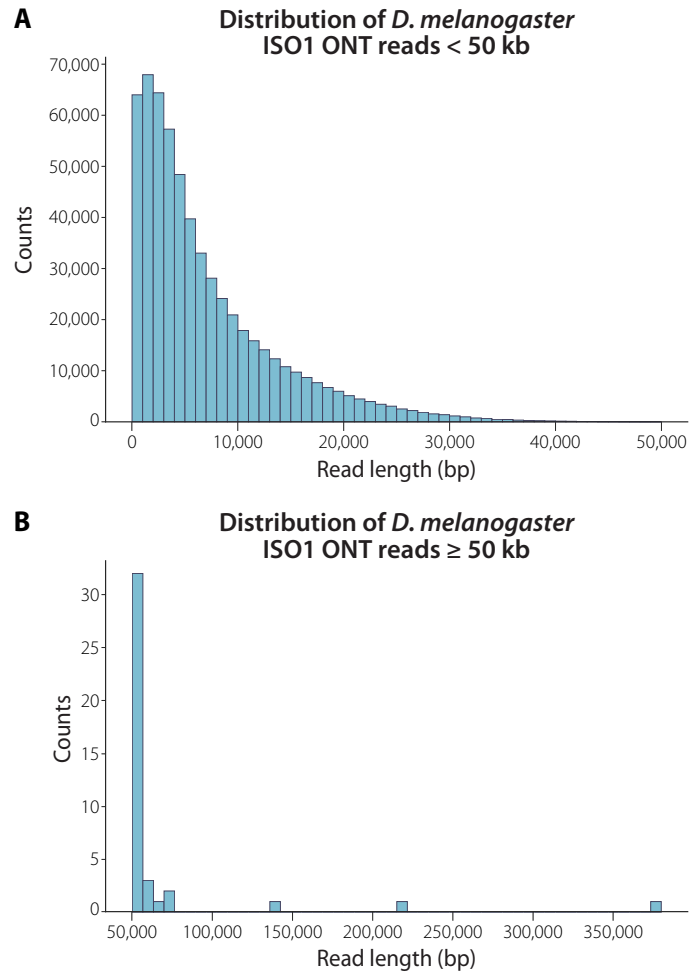 A
Distribution of D. melanogaster
ISO1 ONT reads < 50 kb
70,000
60,000
50,000
40,000
30,000
20,000
10,000
0
Counts
0 10,000 20,000 30,000 40,000 50,000
Read length (bp)
B
Distribution of D. melanogaster
ISO1 ONT reads ≥ 50 kb
30
25
20
15
10
5
0
Counts
50,000 100,000 150,000 200,000 250,000 300,000 350,000
Read length (bp)